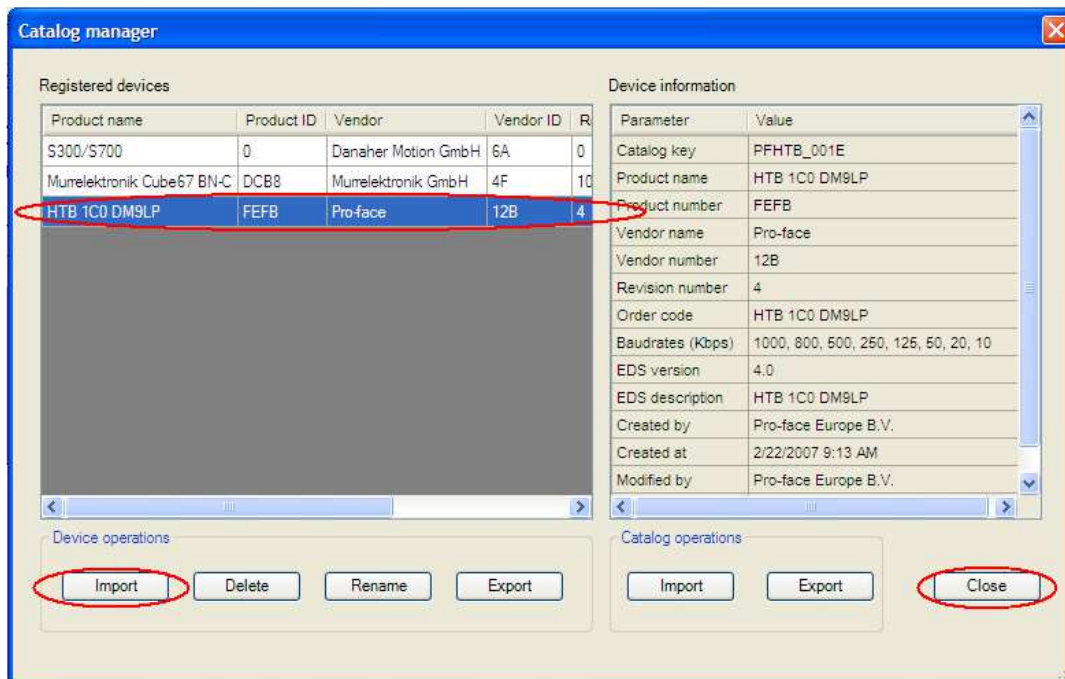 Catalog manager
Registered devices
Product name Product ID Vendor Vendor ID
S300/S700 0 Danaher Motion GmbH 6A 0
Murrelektronik Cube67 BN-C DCB8 Murrelektronik GmbH 4F 10
HTB 1C0 DM9LP FEFB Pro-face 12B 4
Device information
Parameter Value
Catalog key PFHTB_001E
Product name HTB 1C0 DM9LP
Product number FEFB
Vendor name Pro-face
Vendor number 12B
Revision number 4
Order code HTB 1C0 DM9LP
Baudrates (Kbps) 1000, 800, 500, 250, 125, 50, 20, 10
EDS version 4.0
EDS description HTB 1C0 DM9LP
Created by Pro-face Europe B.V.
Created at 2/22/2007 9:13 AM
Modified by Pro-face Europe B.V.
Device operations
Import Delete Rename Export
Catalog operations
Import Export
Close